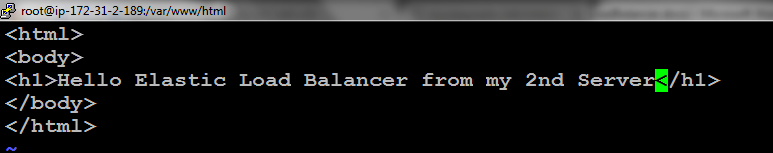 root@ip-172-31-2-189:/var/www/html
<html>
<body>
<h1>Hello Elastic Load Balancer from my 2nd Server</h1>
</body>
</html>
~